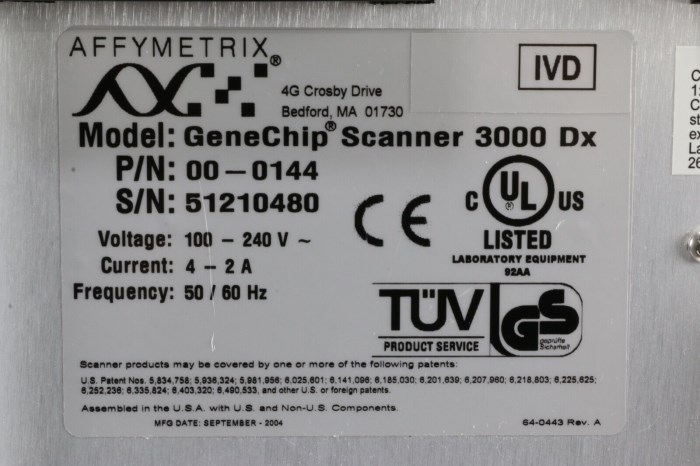 AFFYMETRIX®
IVD
4G Crosby Drive
Bedford, MA 01730
Model: GeneChip® Scanner 3000 Dx
P/N: 00-0144
S/N: 51210480
Voltage: 100 - 240 V ~
Current: 4 - 2 A
Frequency: 50 / 60 Hz
CE
C UL® US
LISTED
LABORATORY EQUIPMENT
92AA
TÜV
PRODUCT SERVICE
GS
geprüfte
Sicherheit
Scanner products may be covered by one or more of the following patents:
U.S. Patent Nos. 5,834,758; 5,936,324; 5,981,956; 6,025,601; 6,141,096; 6,185,030; 6,201,639; 6,207,960; 6,218,803; 6,225,625;
6,252,236; 6,335,824; 6,403,320; 6,490,533, and other U.S. or foreign patents.
Assembled in the U.S.A. with U.S. and Non-U.S. Components.
MFG DATE: SEPTEMBER - 2004
64-0443 Rev. A